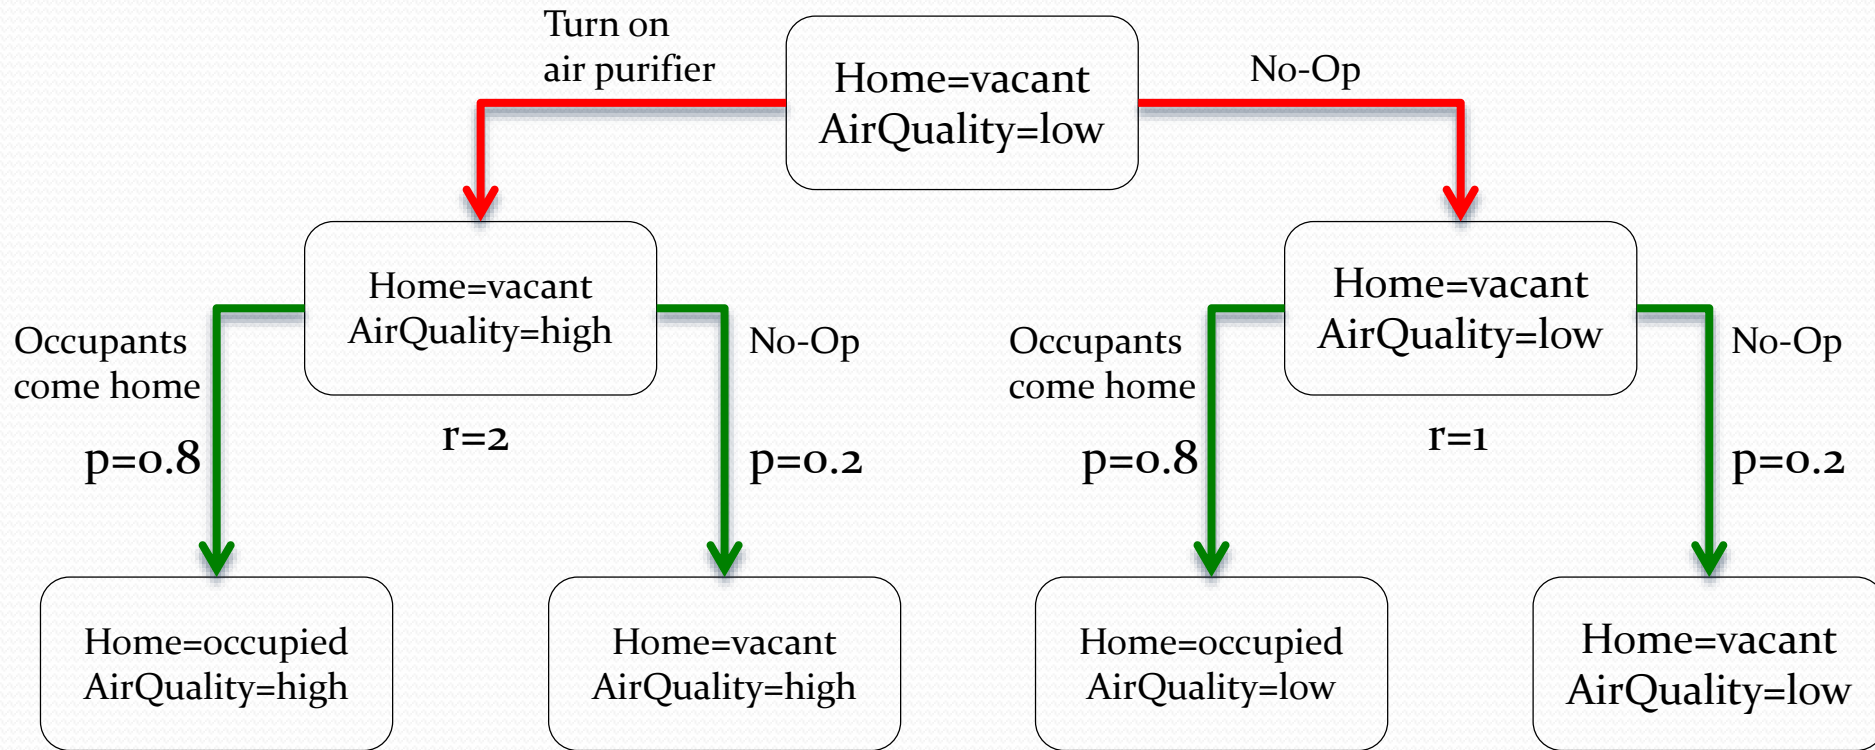 Turn on
air purifier
Home=vacant
AirQuality=low
No-Op
Home=vacant
AirQuality=high
Home=vacant
AirQuality=low
Occupants
come home
p=0.8
r=2
No-Op
p=0.2
Occupants
come home
p=0.8
r=1
No-Op
p=0.2
Home=occupied
AirQuality=high
Home=vacant
AirQuality=high
Home=occupied
AirQuality=low
Home=vacant
AirQuality=low